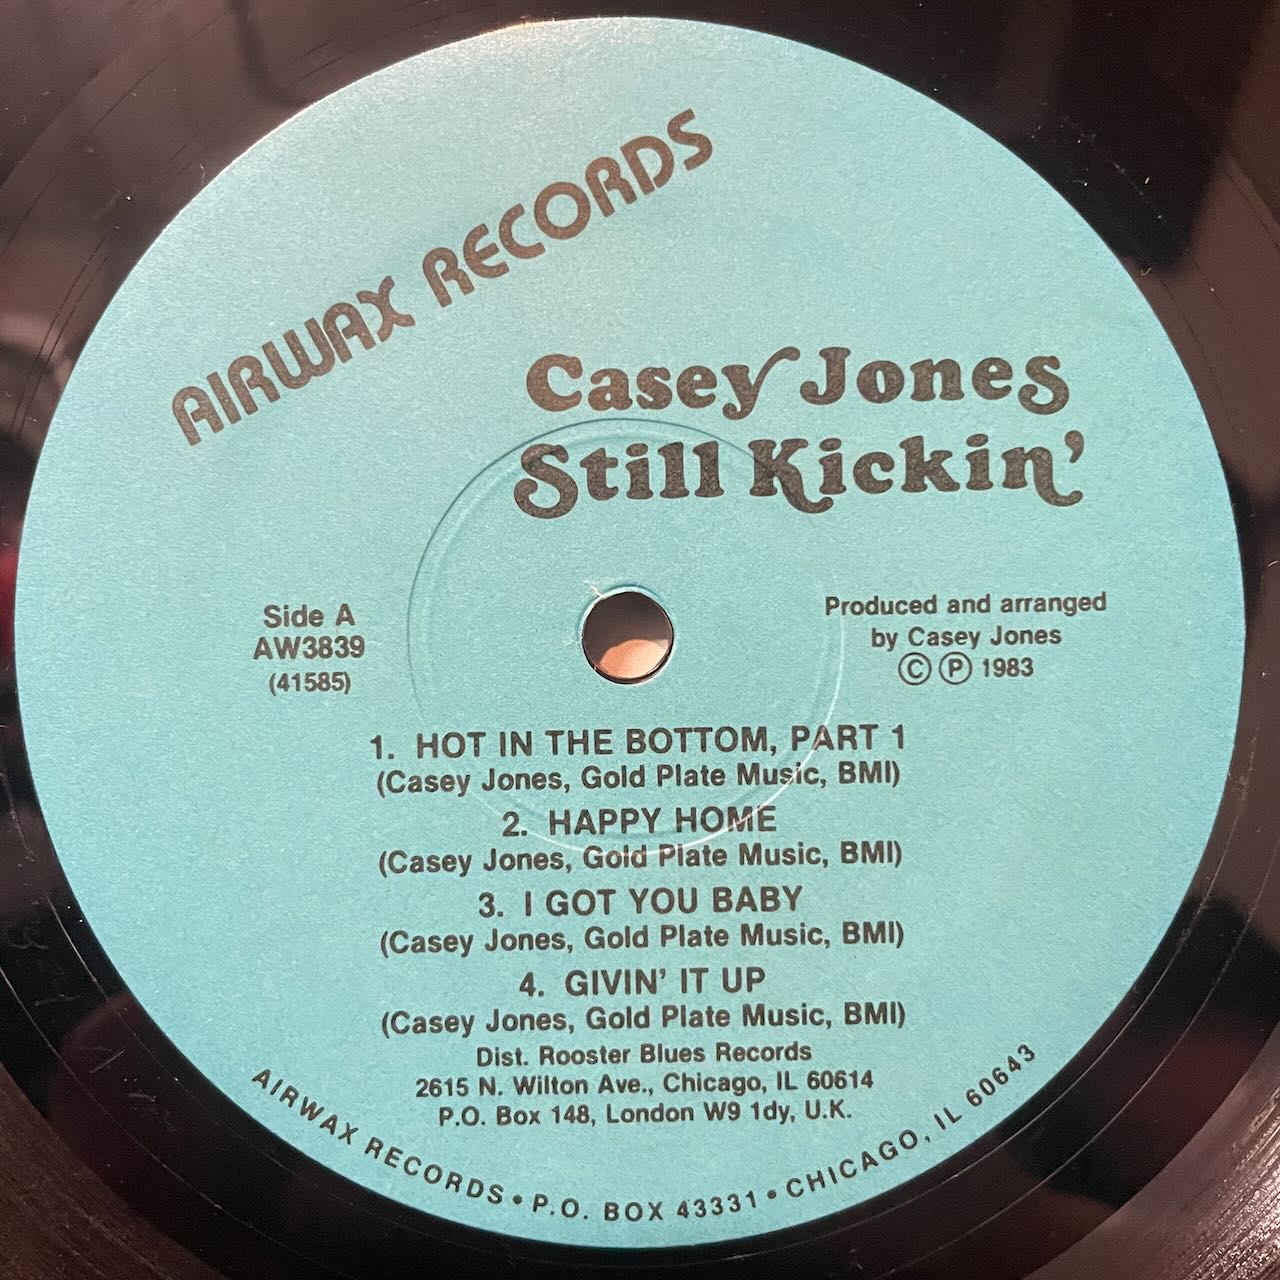 AIRWAX RECORDS
Casey Jones
Still Kickin'
Side A
AW3839
(41585)
Produced and arranged
by Casey Jones
Ⓒ Ⓟ 1983
1. HOT IN THE BOTTOM, PART 1
(Casey Jones, Gold Plate Music, BMI)
2. HAPPY HOME
(Casey Jones, Gold Plate Music, BMI)
3. I GOT YOU BABY
(Casey Jones, Gold Plate Music, BMI)
4. GIVIN' IT UP
(Casey Jones, Gold Plate Music, BMI)
Dist. Rooster Blues Records
2615 N. Wilton Ave., Chicago, IL 60614
P.O. Box 148, London W9 1dy, U.K.
AIRWAX RECORDS • P.O. BOX 43331 • CHICAGO, IL 60643